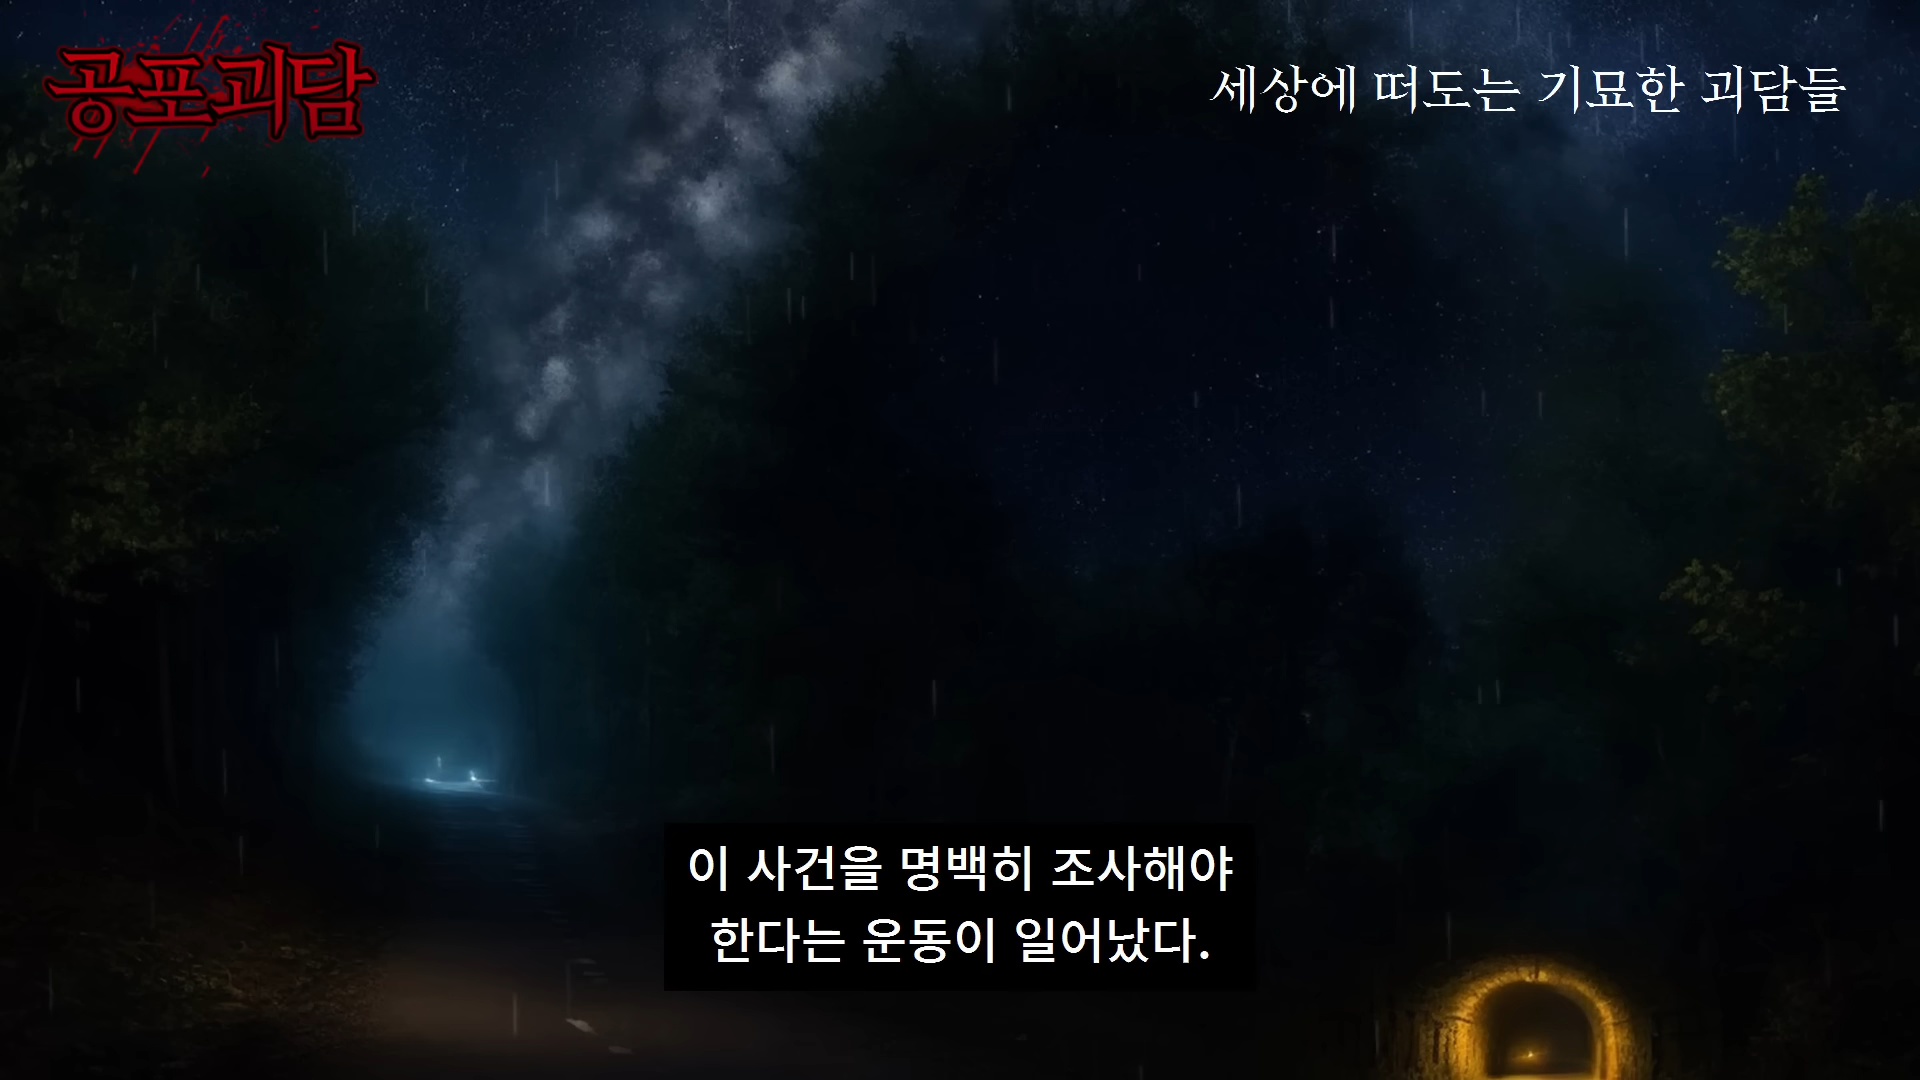 공포괴담
세상에 떠도는 기묘한 괴담들
이 사건을 명백히 조사해야
한다는 운동이 일어났다.